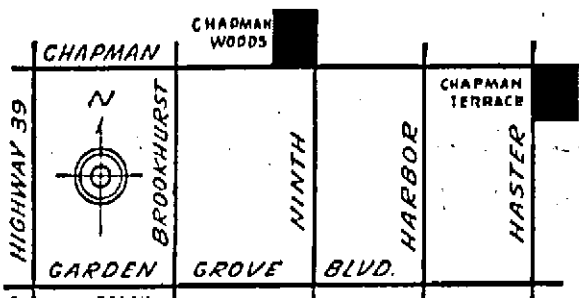 CHAPMAN
WOODS
CHAPMAN
CHAPMAN
TERRACE
N
HIGHWAY 39
BROOKHURST
NINTH
HARBOR
HASTER
GARDEN GROVE BLVD.